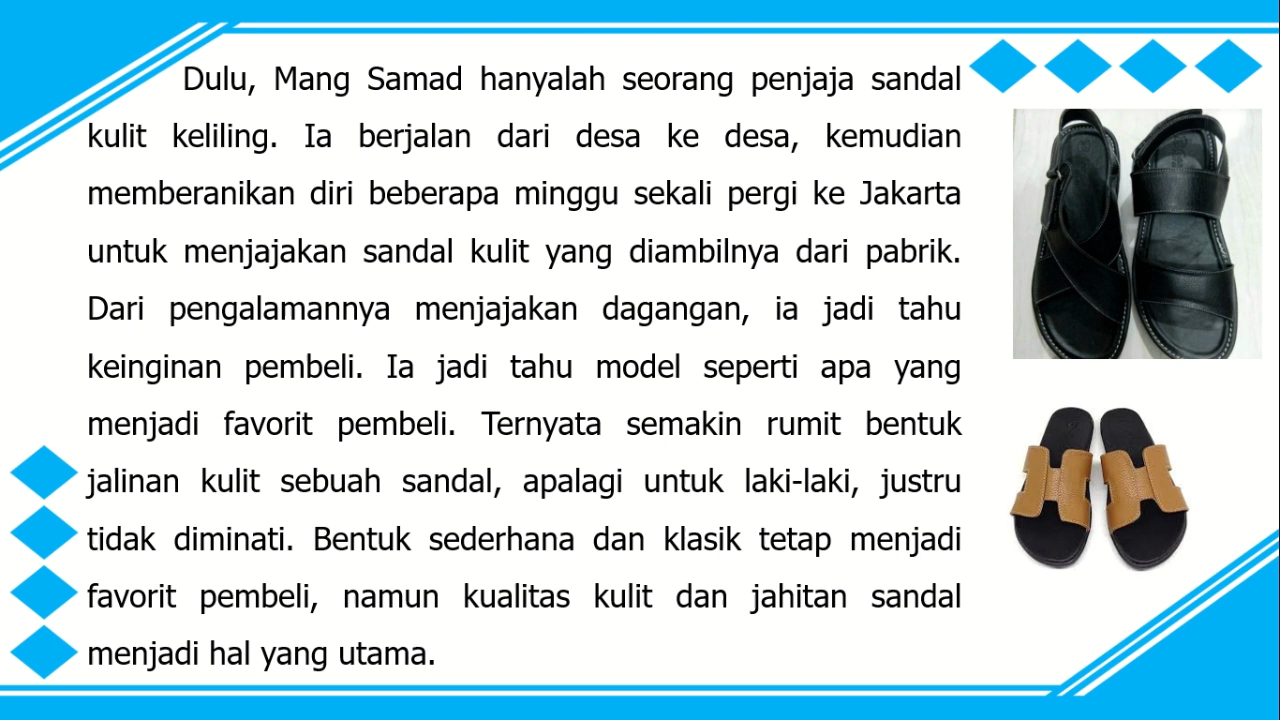 Dulu, Mang Samad hanyalah seorang penjaja sandal
kulit keliling. Ia berjalan dari desa ke desa, kemudian
memberanikan diri beberapa minggu sekali pergi ke Jakarta
untuk menjajakan sandal kulit yang diambilnya dari pabrik.
Dari pengalamannya menjajakan dagangan, ia jadi tahu
keinginan pembeli. Ia jadi tahu model seperti apa yang
menjadi favorit pembeli. Ternyata semakin rumit bentuk
jalinan kulit sebuah sandal, apalagi untuk laki-laki, justru
tidak diminati. Bentuk sederhana dan klasik tetap menjadi
favorit pembeli, namun kualitas kulit dan jahitan sandal
menjadi hal yang utama.